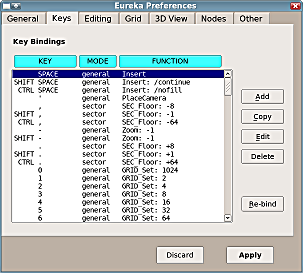 Eureka Preferences
General Keys Editing Grid 3D View Nodes Other
Key Bindings
KEY MODE FUNCTION
SPACE general Insert
SHIFT SPACE general Insert: /continue
CTRL SPACE general Insert: /nofill
' general PlaceCamera
, sector SEC_Floor: -8
SHIFT , sector SEC_Floor: -1
CTRL , sector SEC_Floor: -64
- general Zoom: -1
SHIFT - general Zoom: -1
. sector SEC_Floor: +8
SHIFT . sector SEC_Floor: +1
CTRL . sector SEC_Floor: +64
0 general GRID_Set: 1024
1 general GRID_Set: 2
2 general GRID_Set: 4
3 general GRID_Set: 8
4 general GRID_Set: 16
5 general GRID_Set: 32
6 general GRID_Set: 64
Add
Copy
Edit
Delete
Re-bind
Discard Apply